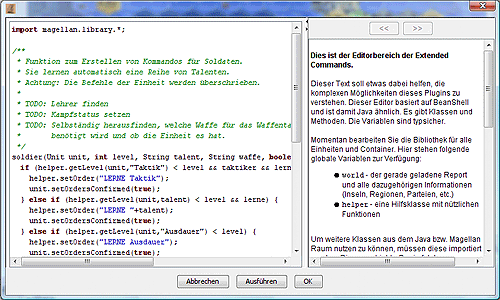 import magellan.library.*;
/**
* Funktion zum Erstellen von Kommandos für Soldaten.
* Sie lernen automatisch eine Reihe von Talenten.
* Achtung: Die Befehle der Einheit werden überschrieben.
*
* TODO: Lehrer finden
* TODO: Kampfstatus setzen
* TODO: Selbständig herausfinden, welche Waffe für das Waffenta
benötigt wird und ob die Einheit es hat.
*/
soldier(Unit unit, int level, String talent, String waffe, boole
if (helper.getLevel(unit,"Taktik") < level && taktiker && lern
helper.setOrder("LERNE Taktik");
unit.setOrdersConfirmed(true);
} else if (helper.getLevel(unit,talent) < level && lerne) {
helper.setOrder("LERNE "+talent);
unit.setOrdersConfirmed(true);
} else if (helper.getLevel(unit,"Ausdauer") < level) {
helper.setOrder("LERNE Ausdauer");
unit.setOrdersConfirmed(true);
<< >>
Dies ist der Editorbereich der Extended
Commands.
Dieser Text soll etwas dabei helfen, die
komplexen Möglichkeiten dieses Plugins zu
verstehen. Dieser Editor basiert auf BeanShell
und ist damit Java ähnlich. Es gibt Klassen und
Methoden. Die Variablen sind typsicher.
Momentan bearbeiten Sie die Bibliothek für alle
Einheiten und Container. Hier stehen folgende
globale Variablen zur Verfügung:
● world - der gerade geladene Report
und alle dazugehörigen Informationen
(Inseln, Regionen, Parteien, etc.)
● helper - eine Hilfsklasse mit nützlichen
Funktionen
Um weitere Klassen aus dem Java bzw. Magellan
Raum nutzen zu können, müssen diese importiert
Abbrechen Ausführen OK